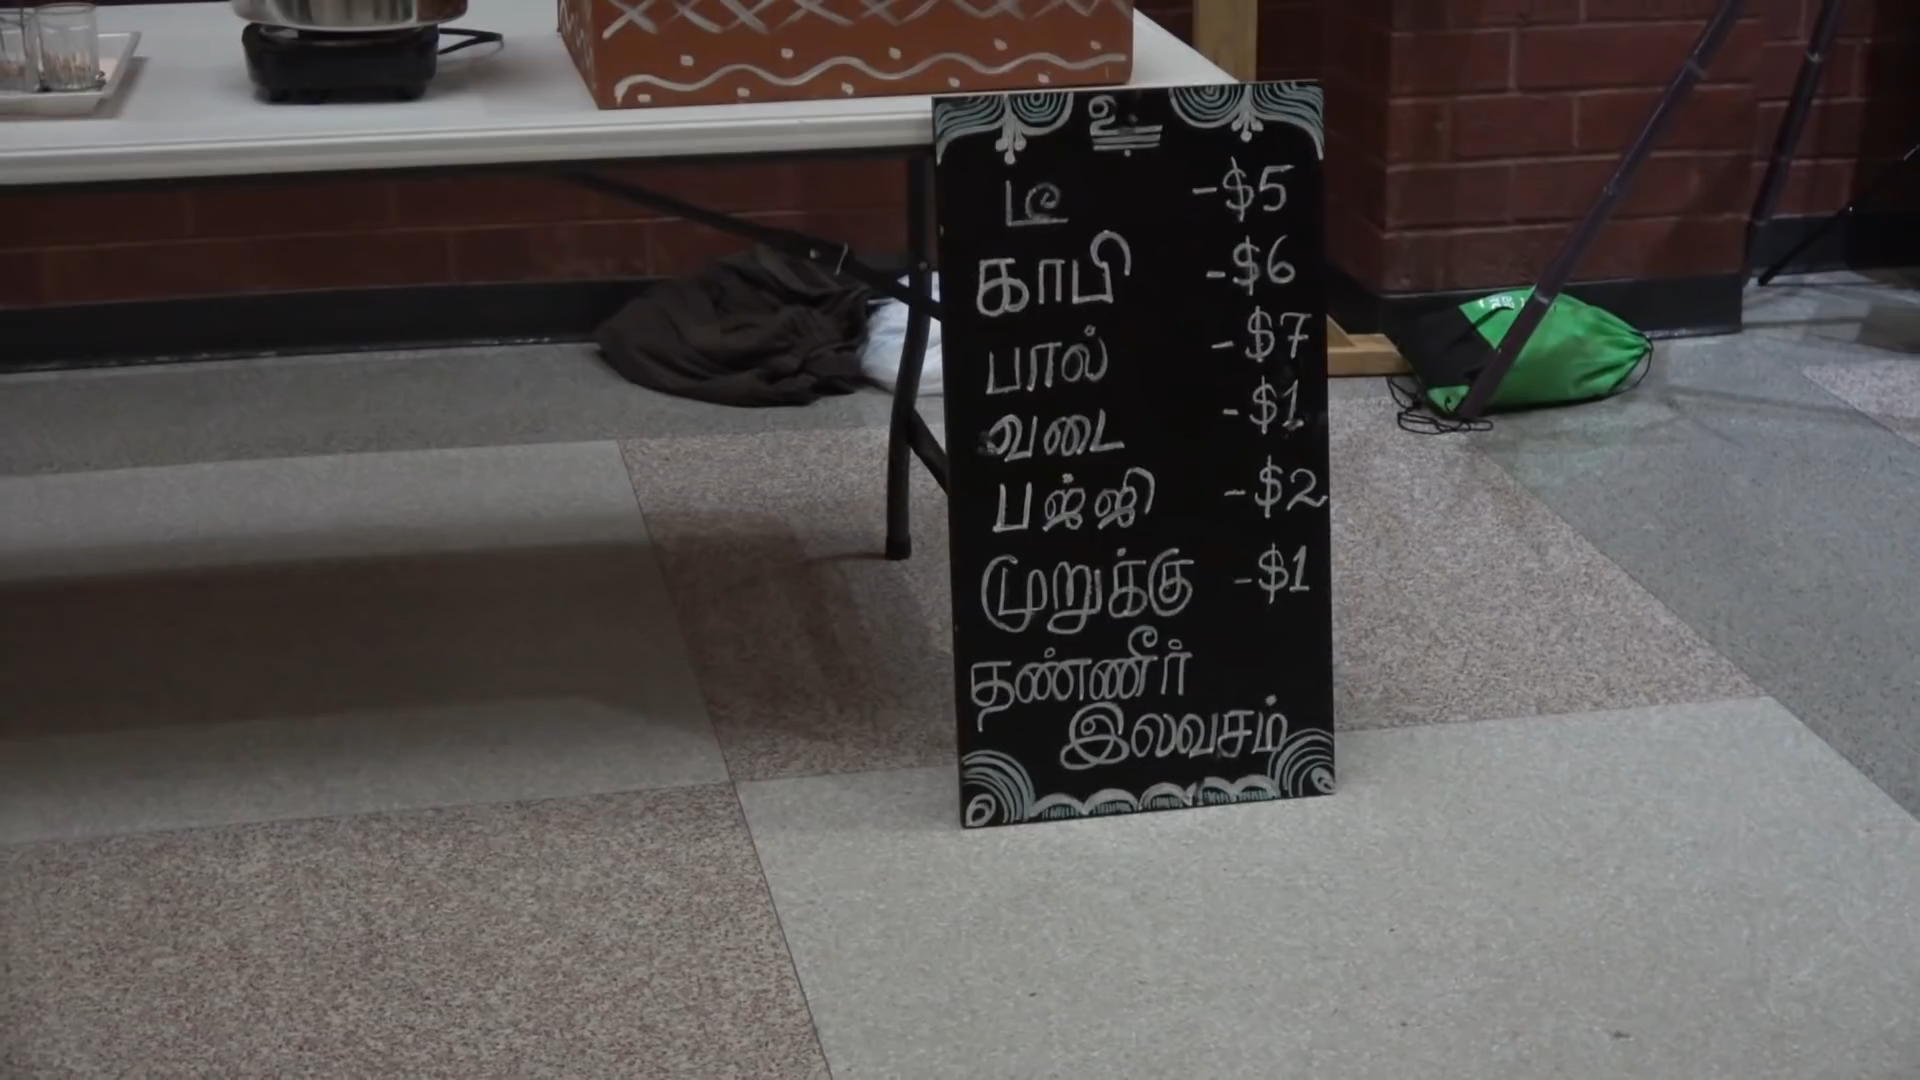 உ
டீ -$5
காபி -$6
பால் -$7
வடை -$1
பஜ்ஜி -$2
முறுக்கு -$1
தண்ணீர்
இலவசம்